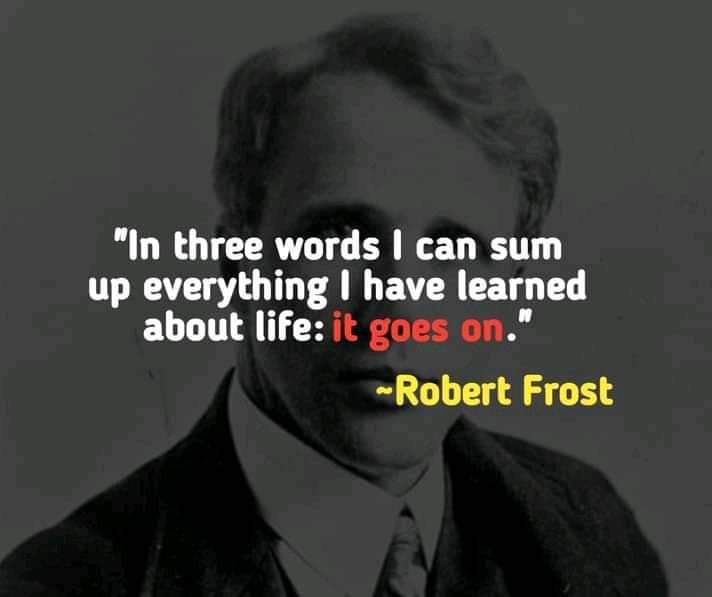 "In three words I can sum
up everything I have learned
about life: it goes on."
~Robert Frost